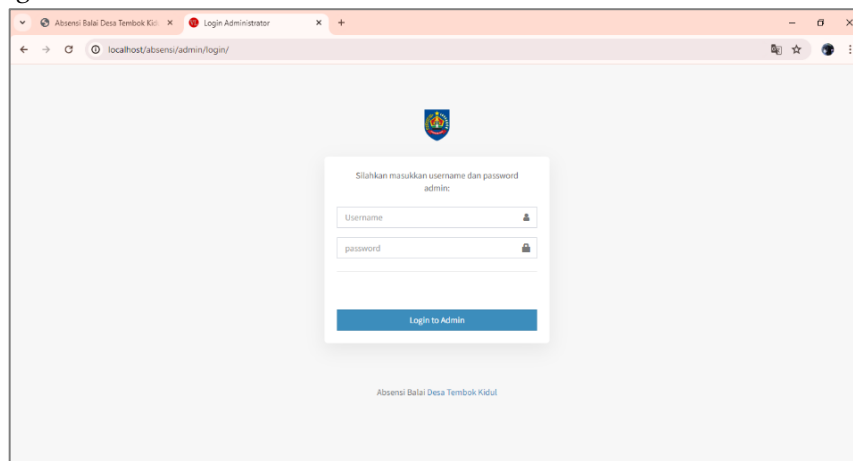 Absensi Balai Desa Tembok Kid
Login Administrator
localhost/absensi/admin/login/
Silahkan masukkan username dan password
admin:
Username
password
Login to Admin
Absensi Balai Desa Tembok Kidul